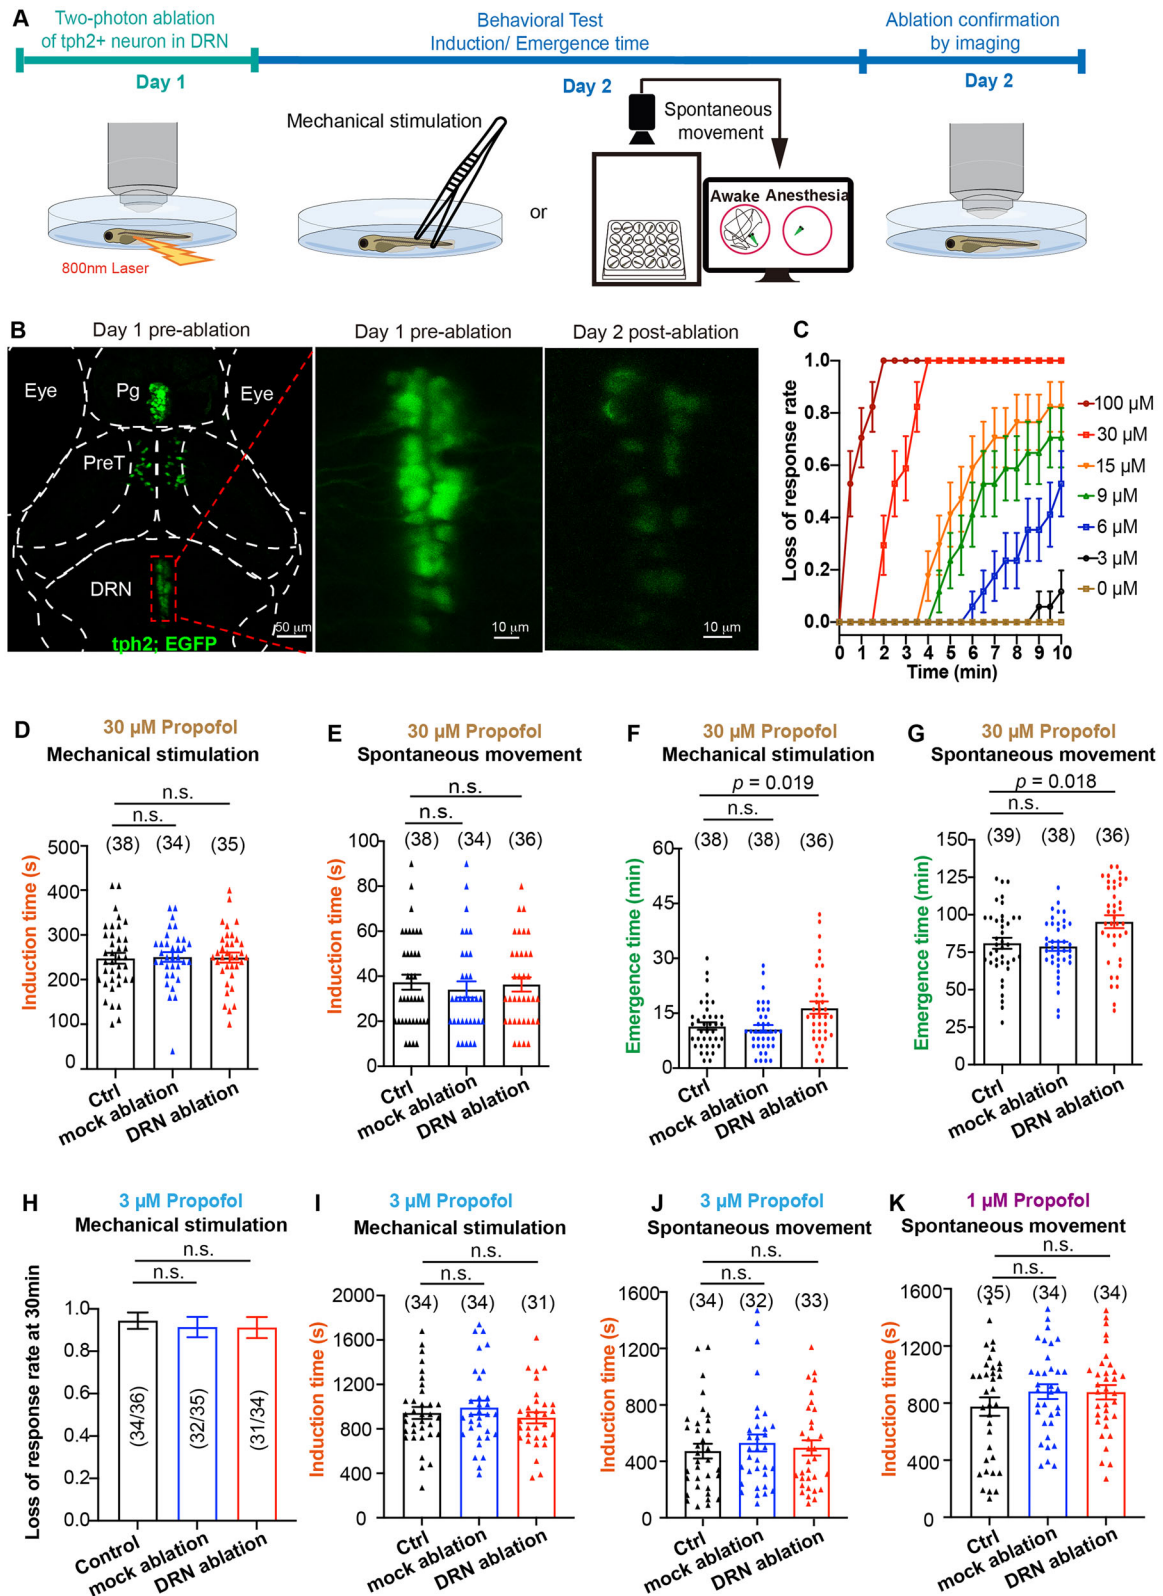 A
Two-photon ablation
of tph2+ neuron in DRN
Behavioral Test
Induction/ Emergence time
Ablation confirmation
by imaging
Day 1
Day 2
Day 2
Mechanical stimulation
Spontaneous
movement
or
Awake Anesthesia
800nm Laser
B
Day 1 pre-ablation
Day 1 pre-ablation
Day 2 post-ablation
Eye
Pg
Eye
PreT
DRN
50 μm
tph2; EGFP
10 μm
10 μm
C
Loss of response rate
1.0
0.8
0.6
0.4
0.2
0.0
0 1 2 3 4 5 6 7 8 9 10
Time (min)
100 μM
30 μM
15 μM
9 μM
6 μM
3 μM
0 μM
D
30 μM Propofol
Mechanical stimulation
n.s.
n.s.
(38) (34) (35)
Induction time (s)
500
400
300
200
100
0
Ctrl
mock ablation
DRN ablation
E
30 μM Propofol
Spontaneous movement
n.s.
n.s.
(38) (34) (36)
Induction time (s)
100
80
60
40
20
0
Ctrl
mock ablation
DRN ablation
F
30 μM Propofol
Mechanical stimulation
p = 0.019
n.s.
(38) (38) (36)
Emergence time (min)
60
45
30
15
0
Ctrl
mock ablation
DRN ablation
G
30 μM Propofol
Spontaneous movement
p = 0.018
n.s.
(39) (38) (36)
Emergence time (min)
150
125
100
75
50
25
0
Ctrl
mock ablation
DRN ablation
H
3 μM Propofol
Mechanical stimulation
n.s.
n.s.
Loss of response rate at 30min
1.0
0.8
0.6
0.4
0.2
0.0
(34/36)
(32/35)
(31/34)
Control
mock ablation
DRN ablation
I
3 μM Propofol
Mechanical stimulation
n.s.
n.s.
(34) (34) (31)
Induction time (s)
2000
1600
1200
800
400
0
Ctrl
mock ablation
DRN ablation
J
3 μM Propofol
Spontaneous movement
n.s.
n.s.
(34) (32) (33)
Induction time (s)
1600
1200
800
400
0
Ctrl
mock ablation
DRN ablation
K
1 μM Propofol
Spontaneous movement
n.s.
n.s.
(35) (34) (34)
Induction time (s)
1600
1200
800
400
0
Ctrl
mock ablation
DRN ablation